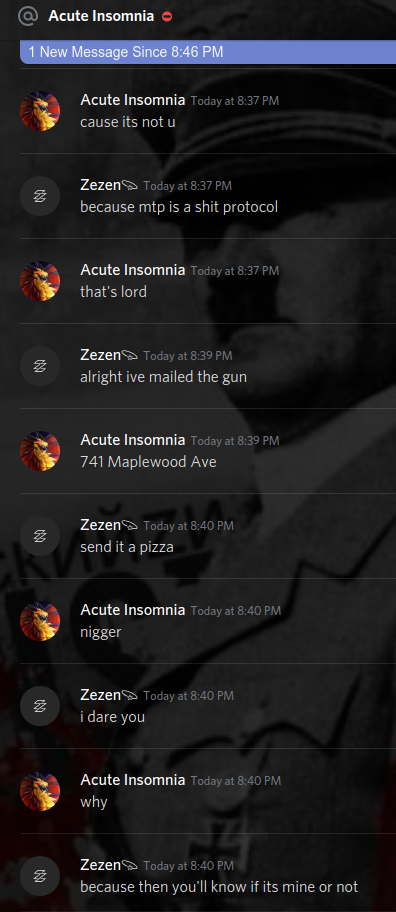 Acute Insomnia
1 New Message Since 8:46 PM
Acute Insomnia Today at 8:37 PM
cause its not u
Zezen Today at 8:37 PM
because mtp is a shit protocol
Acute Insomnia Today at 8:37 PM
that's lord
Zezen Today at 8:39 PM
alright ive mailed the gun
Acute Insomnia Today at 8:39 PM
741 Maplewood Ave
Zezen Today at 8:40 PM
send it a pizza
Acute Insomnia Today at 8:40 PM
nigger
Zezen Today at 8:40 PM
i dare you
Acute Insomnia Today at 8:40 PM
why
Zezen Today at 8:40 PM
because then you'll know if its mine or not